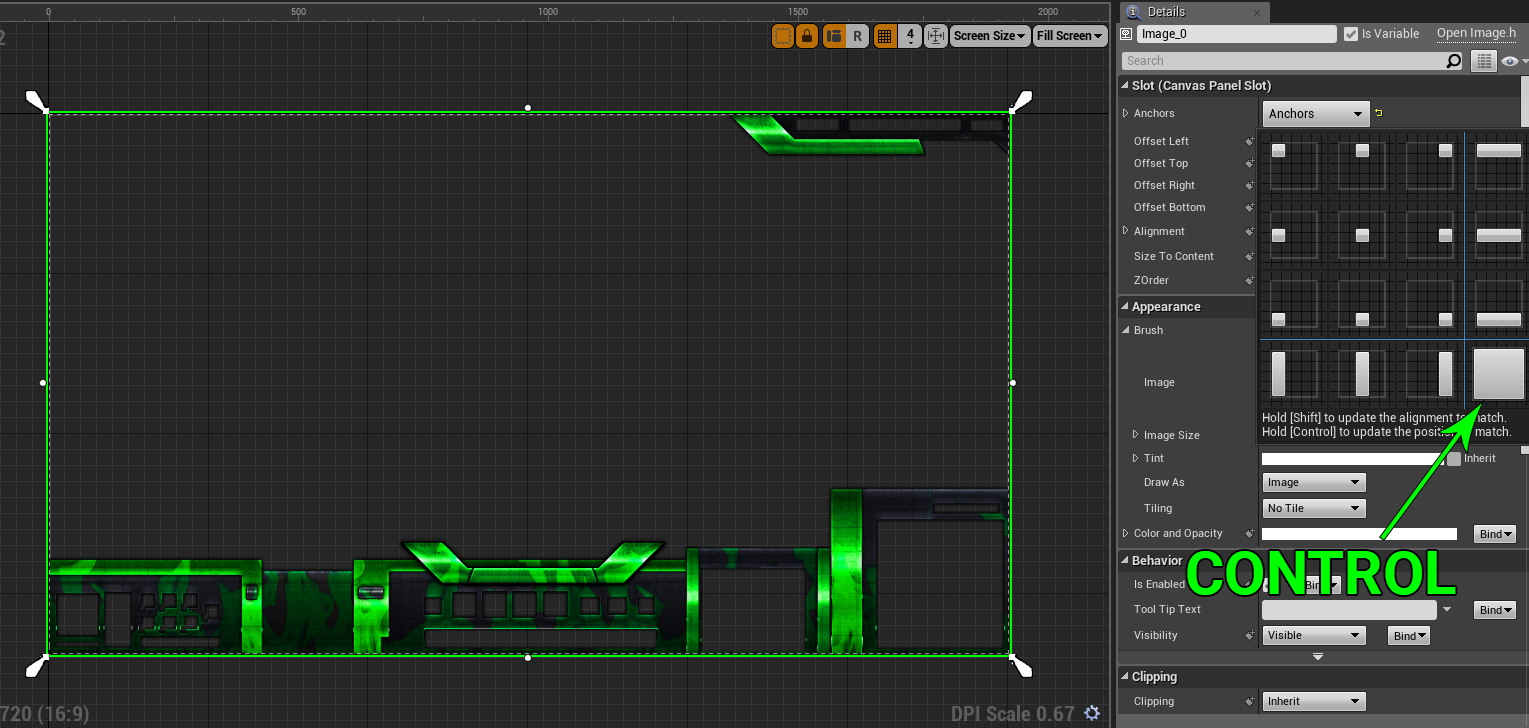 0 500 1000 1500 2000
2
R 4 Screen Size Fill Screen
720 (16:9)
DPI Scale 0.67
Details
Image_0 Is Variable Open Image.h
Search
Slot (Canvas Panel Slot)
Anchors Anchors
Offset Left
Offset Top
Offset Right
Offset Bottom
Alignment
Size To Content
ZOrder
Appearance
Brush
Image
Hold [Shift] to update the alignment to match.
Hold [Control] to update the position to match.
Image Size
Tint Inherit
Draw As Image
Tiling No Tile
Color and Opacity Bind
Behavior
CONTROL
Is Enabled Bin
Tool Tip Text Bind
Visibility Visible Bind
Clipping
Clipping Inherit